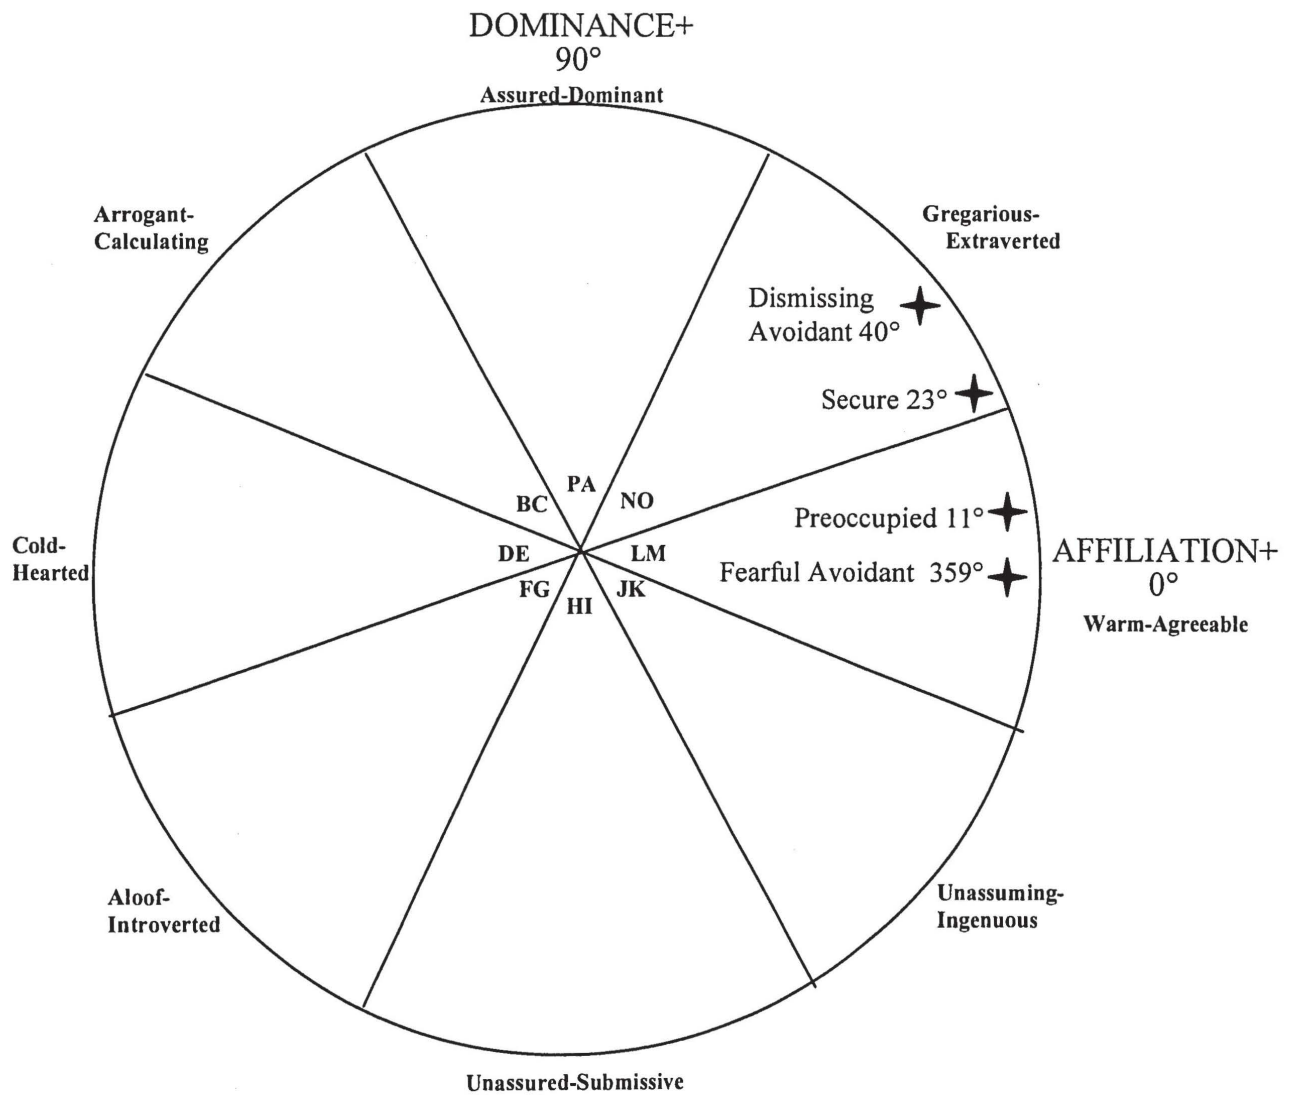 DOMINANCE+
90°
Assured-Dominant
Arrogant-
Calculating
Gregarious-
Extraverted
Dismissing
Avoidant 40°
Secure 23°
PA
BC
NO
Preoccupied 11°
Cold-
Hearted
DE
LM
AFFILIATION+
0°
Warm-Agreeable
Fearful Avoidant 359°
FG
HI
JK
Aloof-
Introverted
Unassuming-
Ingenuous
Unassured-Submissive